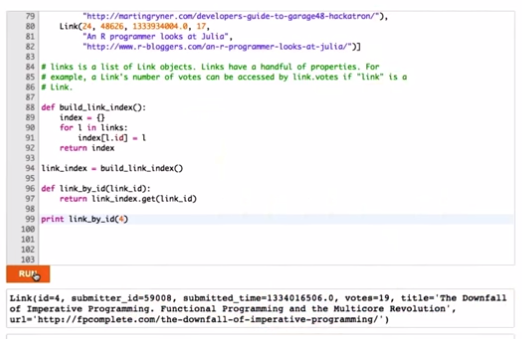 79 "http://martingryner.com/developers-guide-to-garage48-hackatron/"),
80 Link(24, 48626, 1333934004.0, 17,
81 "An R programmer looks at Julia",
82 "http://www.r-bloggers.com/an-r-programmer-looks-at-julia/")]
83
84 # links is a list of Link objects. Links have a handful of properties. For
85 # example, a Link's number of votes can be accessed by link.votes if "link" is a
86 # Link.
87
88 def build_link_index():
89 index = {}
90 for l in links:
91 index[l.id] = l
92 return index
93
94 link_index = build_link_index()
95
96 def link_by_id(link_id):
97 return link_index.get(link_id)
98
99 print link_by_id(4)
100
101
102
103
RUN
Link(id=4, submitter_id=59008, submitted_time=1334016506.0, votes=19, title='The Downfall
of Imperative Programming. Functional Programming and the Multicore Revolution',
url='http://fpcomplete.com/the-downfall-of-imperative-programming/')